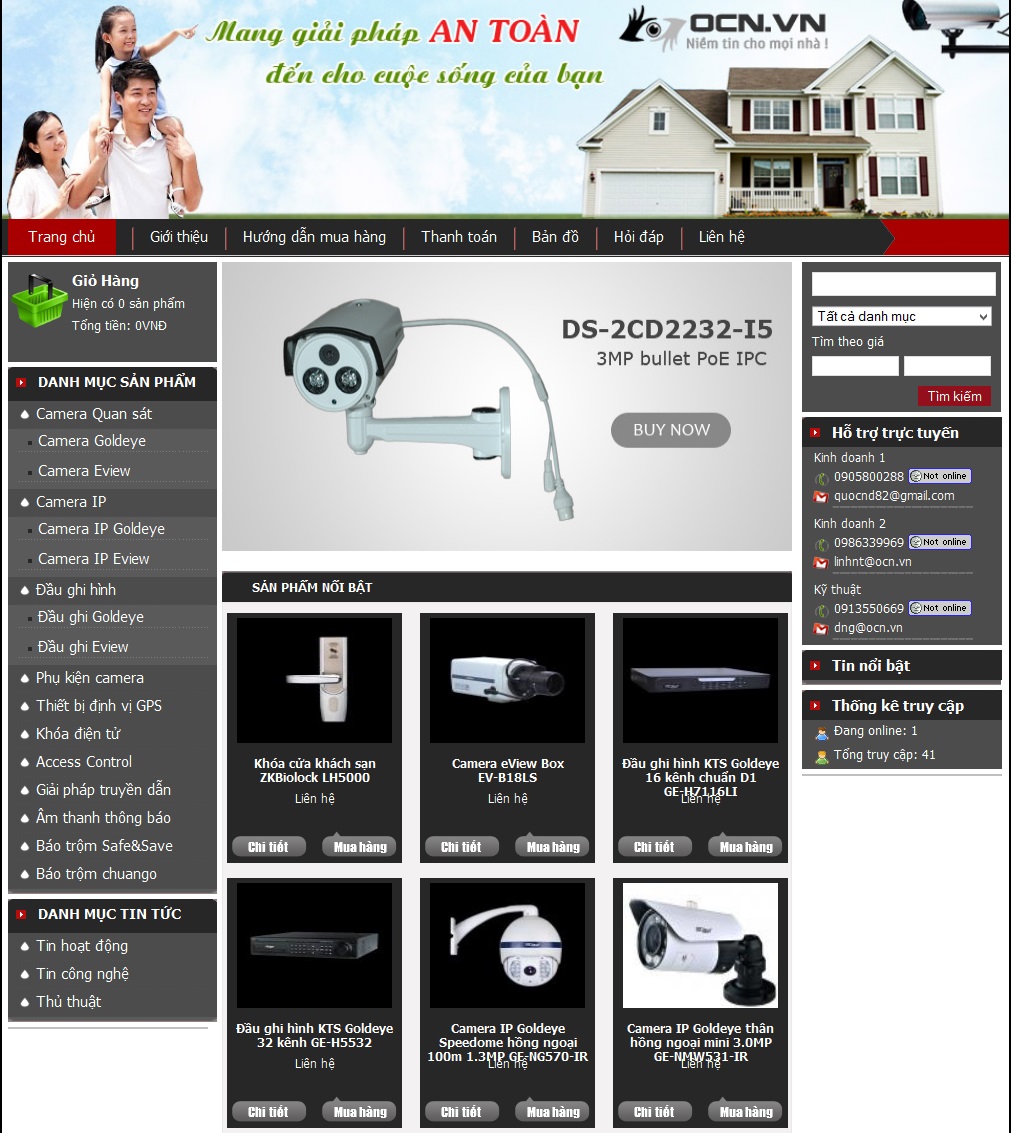 Mang giải pháp AN TOÀN
đến cho cuộc sống của bạn
OCN.VN
Niềm tin cho mọi nhà !
Trang chủ
Giới thiệu
Hướng dẫn mua hàng
Thanh toán
Bản đồ
Hỏi đáp
Liên hệ
Giỏ Hàng
Hiện có 0 sản phẩm
Tổng tiền: 0VNĐ
DANH MỤC SẢN PHẨM
Camera Quan sát
Camera Goldeye
Camera Eview
Camera IP
Camera IP Goldeye
Camera IP Eview
Đầu ghi hình
Đầu ghi Goldeye
Đầu ghi Eview
Phụ kiện camera
Thiết bị định vị GPS
Khóa điện tử
Access Control
Giải pháp truyền dẫn
Âm thanh thông báo
Báo trộm Safe&Save
Báo trộm chuango
DANH MỤC TIN TỨC
Tin hoạt động
Tin công nghệ
Thủ thuật
DS-2CD2232-I5
3MP bullet PoE IPC
BUY NOW
SẢN PHẨM NỔI BẬT
Khóa cửa khách sạn
ZKBiolock LH5000
Liên hệ
Chi tiết
Mua hàng
Camera eView Box
EV-B18LS
Liên hệ
Chi tiết
Mua hàng
Đầu ghi hình KTS Goldeye
16 kênh chuẩn D1
GE-H7116LI
Liên hệ
Chi tiết
Mua hàng
Đầu ghi hình KTS Goldeye
32 kênh GE-H5532
Liên hệ
Chi tiết
Mua hàng
Camera IP Goldeye
Speedome hồng ngoại
100m 1.3MP GE-NG570-IR
Liên hệ
Chi tiết
Mua hàng
Camera IP Goldeye thân
hồng ngoại mini 3.0MP
GE-NMW531-IR
Liên hệ
Chi tiết
Mua hàng
Tất cả danh mục
Tìm theo giá
Tìm kiếm
Hỗ trợ trực tuyến
Kinh doanh 1
0905800288 Not online
quocnd82@gmail.com
Kinh doanh 2
0986339969 Not online
linhnt@ocn.vn
Kỹ thuật
0913550669 Not online
dng@ocn.vn
Tin nổi bật
Thống kê truy cập
Đang online: 1
Tổng truy cập: 41